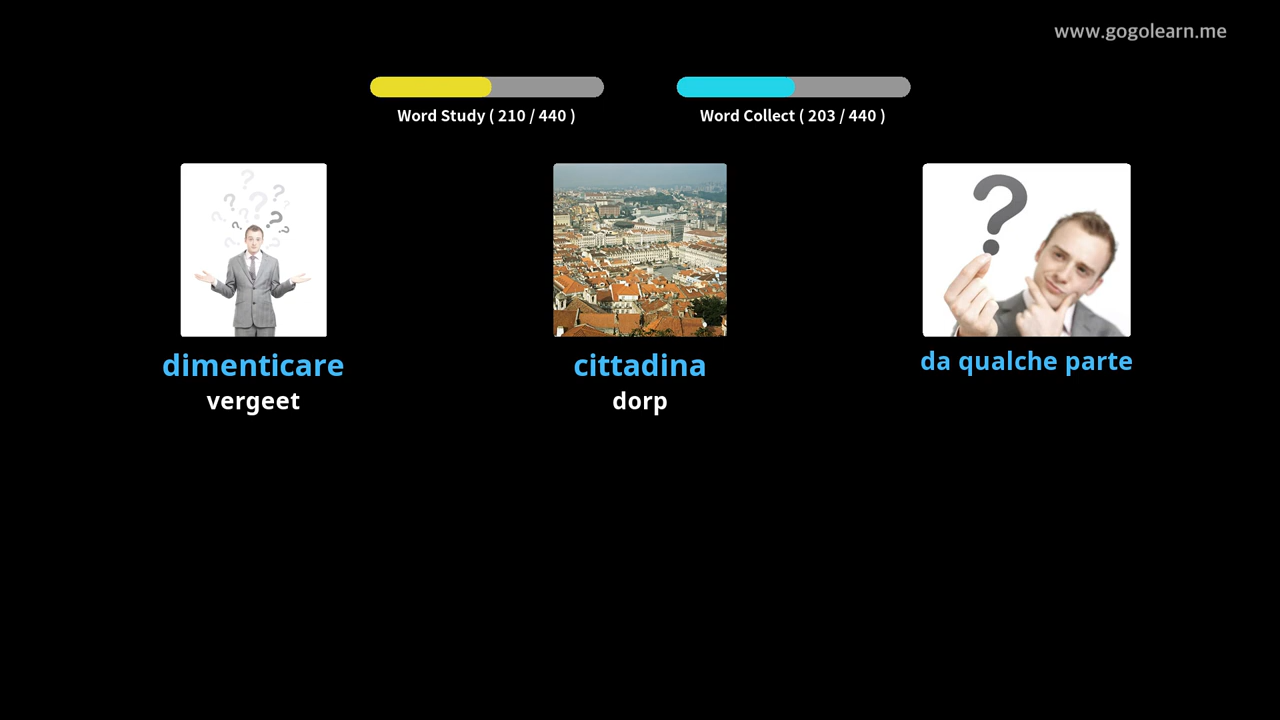 www.gogolearn.me
Word Study ( 210 / 440 )
Word Collect ( 203 / 440 )
dimenticare
vergeet
cittadina
dorp
da qualche parte